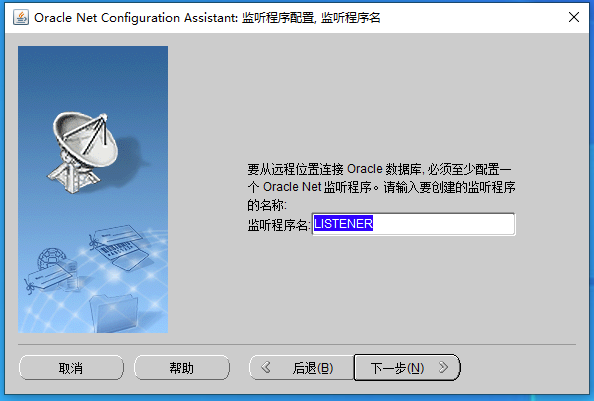 Oracle Net Configuration Assistant: 监听程序配置, 监听程序名
要从远程位置连接 Oracle 数据库, 必须至少配置一
个 Oracle Net 监听程序。请输入要创建的监听程序
的名称:
监听程序名: LISTENER
取消 帮助 后退(B) 下一步(N)